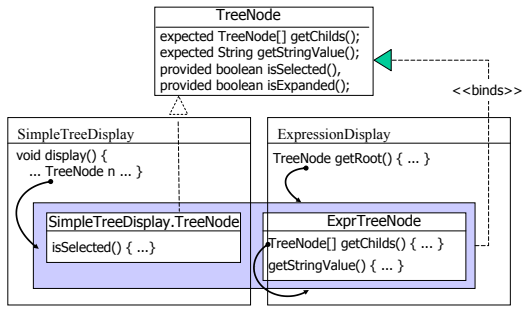 TreeNode
expected TreeNode[] getChilds();
expected String getStringValue();
provided boolean isSelected(),
provided boolean isExpanded();
<<binds>>
SimpleTreeDisplay
void display() {
... TreeNode n ... }
ExpressionDisplay
TreeNode getRoot() { ... }
SimpleTreeDisplay.TreeNode
isSelected() { ...}
ExprTreeNode
TreeNode[] getChilds() { ... }
getStringValue() { ... }